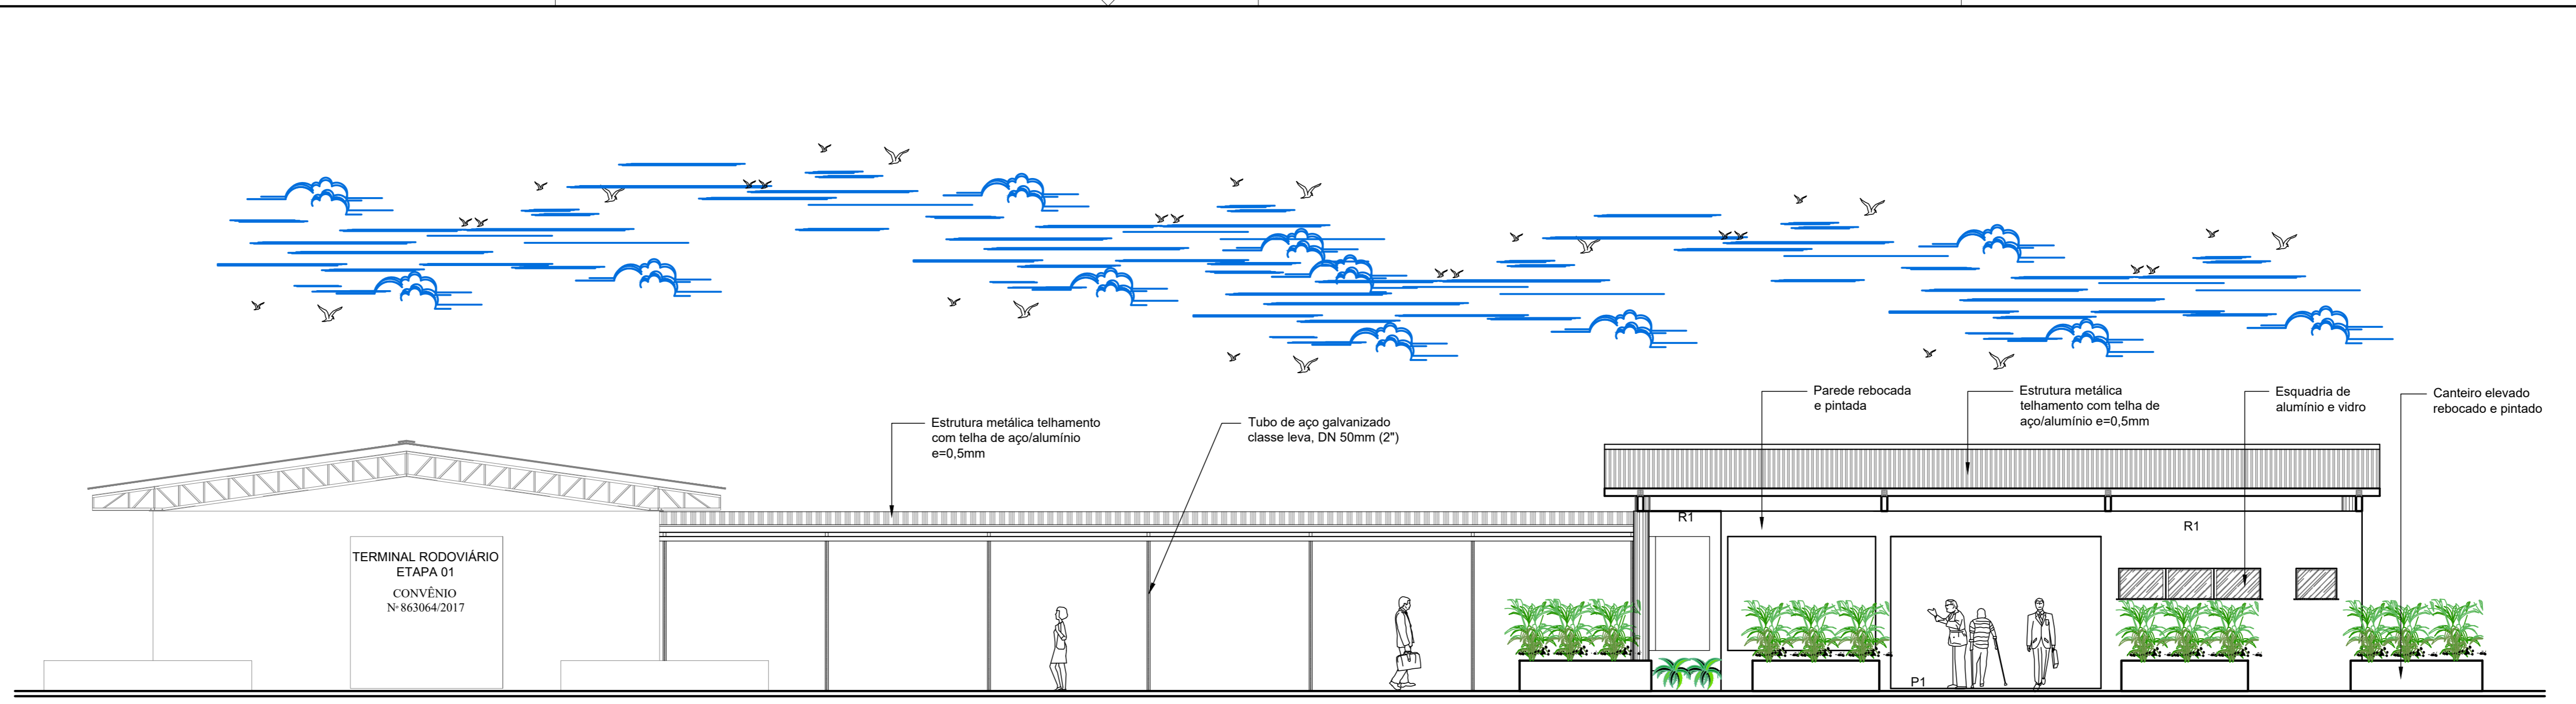 Parede rebocada
e pintada
Estrutura metálica
telhamento com telha de
aço/alumínio e=0,5mm
Esquadria de
alumínio e vidro
Canteiro elevado
rebocado e pintado
Estrutura metálica telhamento
com telha de aço/alumínio
e=0,5mm
Tubo de aço galvanizado
classe leva, DN 50mm (2")
R1
R1
TERMINAL RODOVIÁRIO
ETAPA 01
CONVÊNIO
Nº 863064/2017
P1